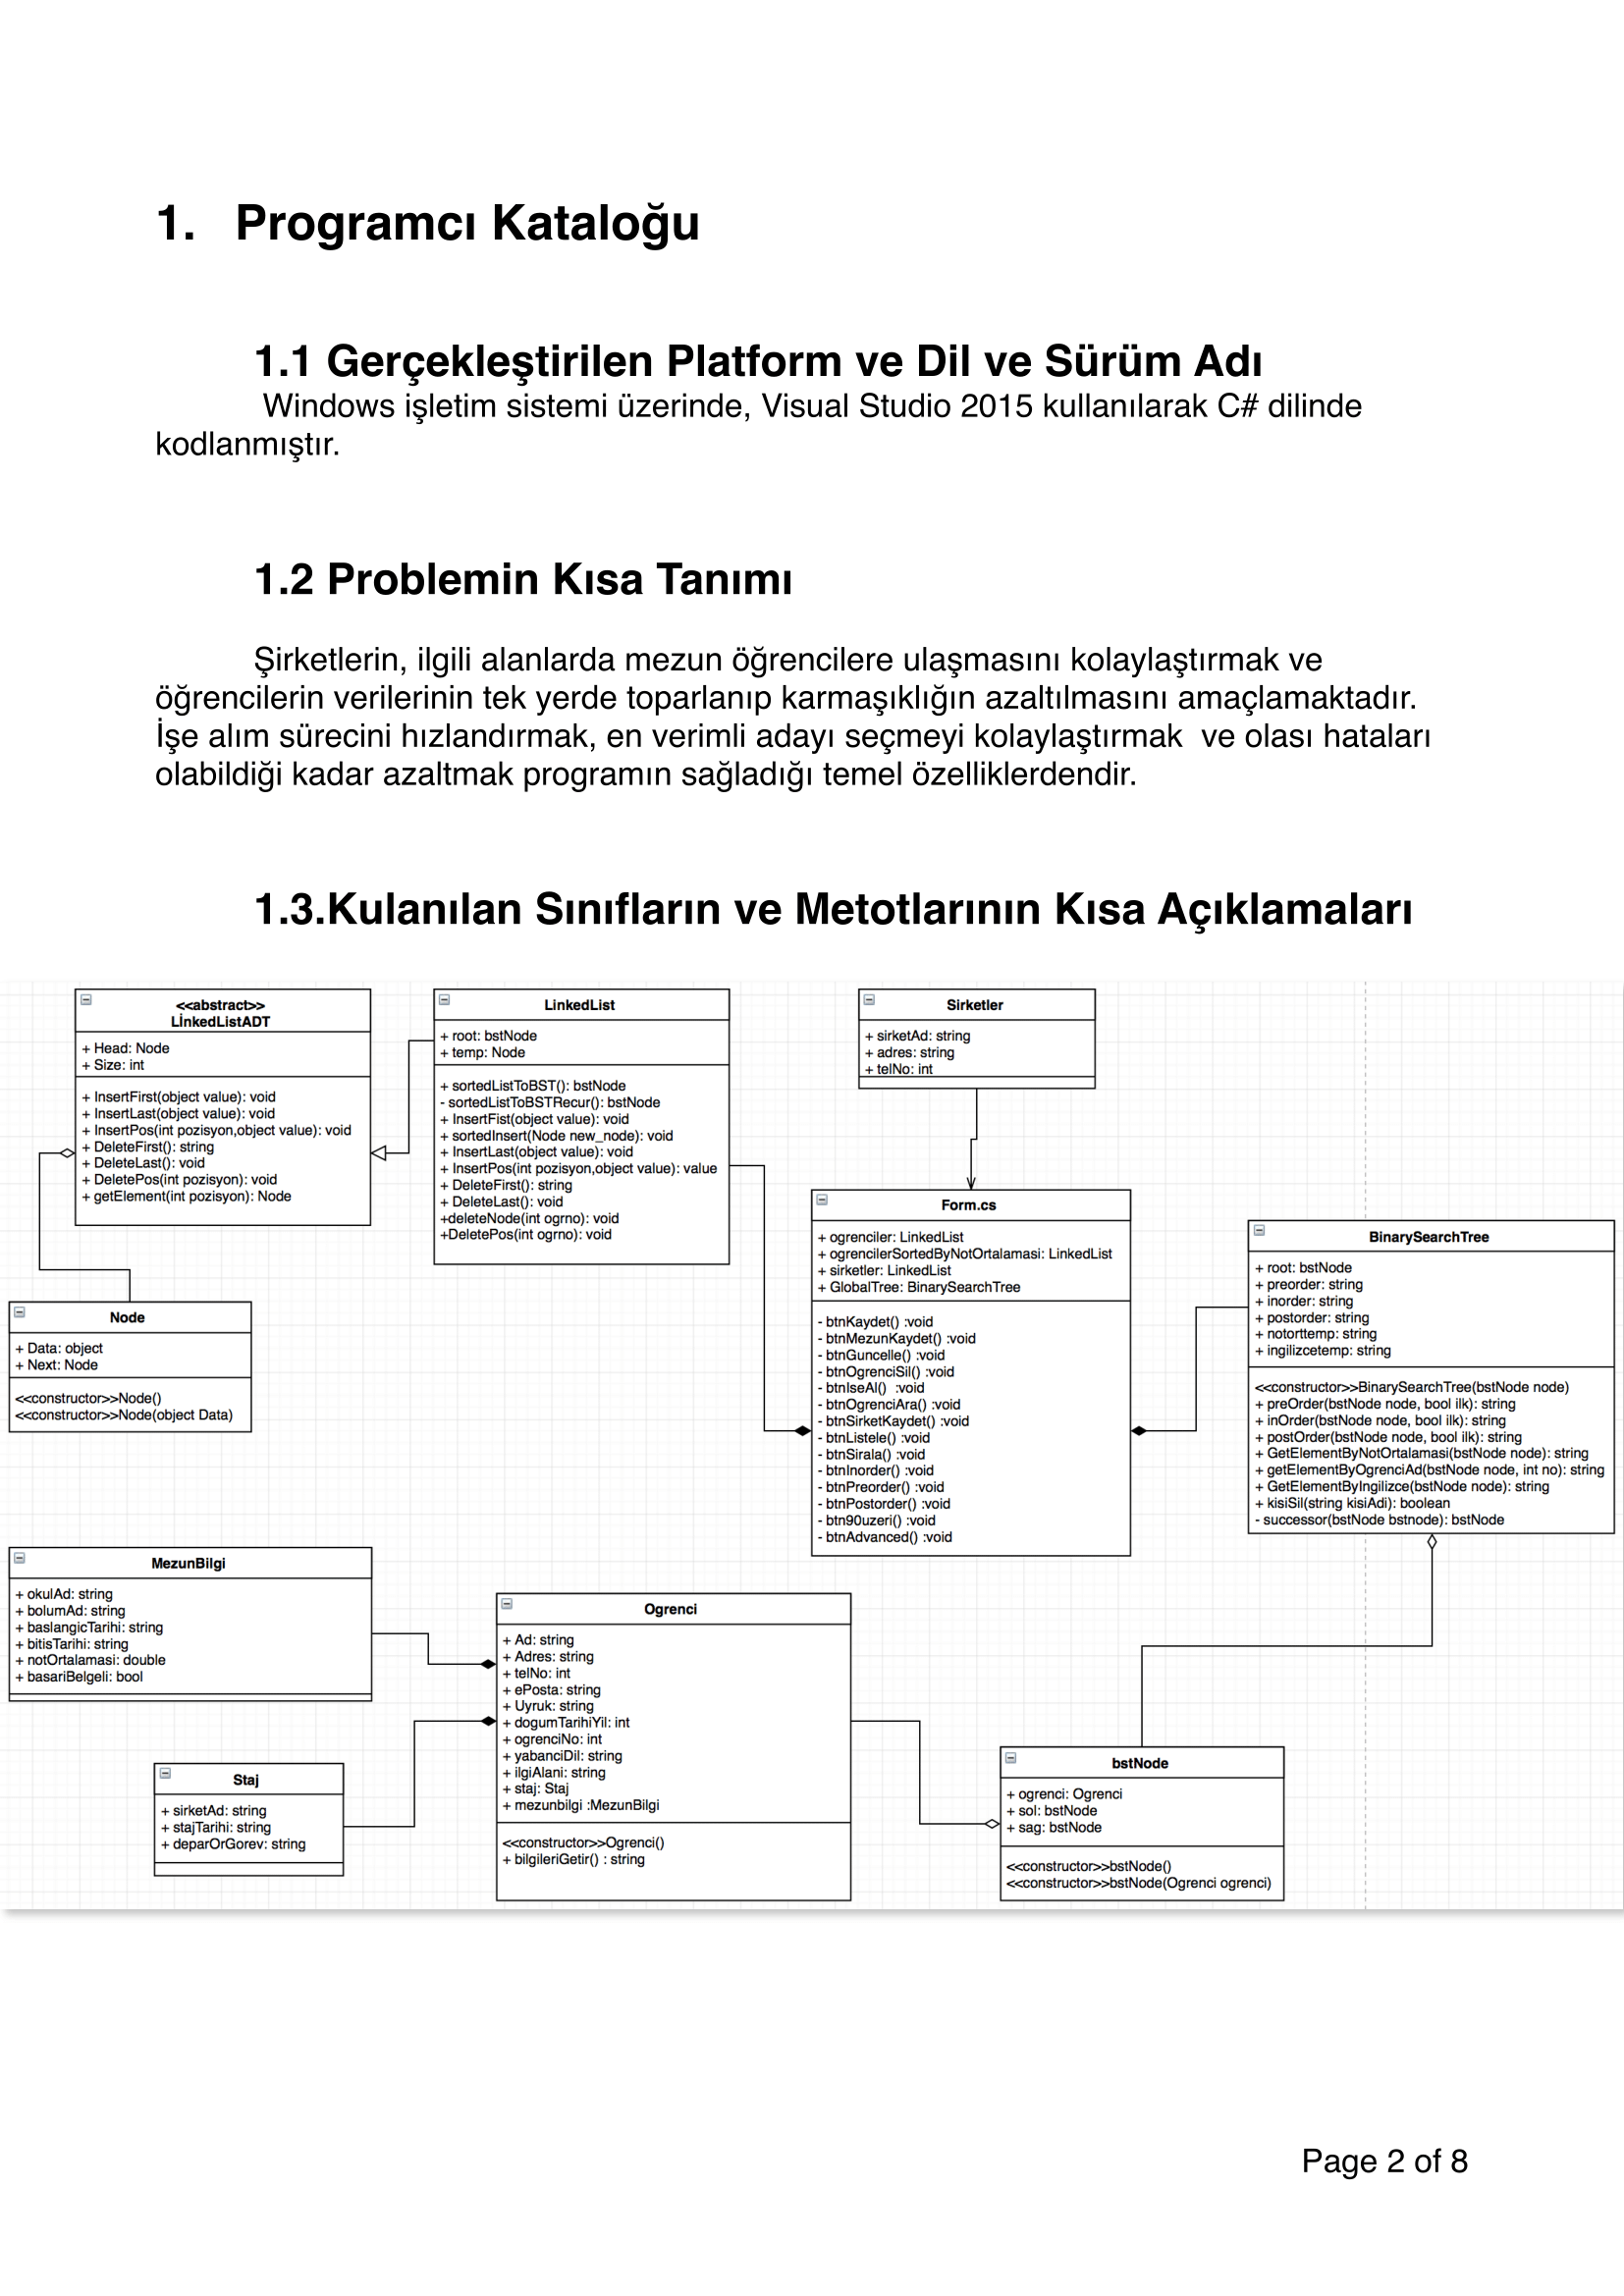 1. Programcı Kataloğu
1.1 Gerçekleştirilen Platform ve Dil ve Sürüm Adı
Windows işletim sistemi üzerinde, Visual Studio 2015 kullanılarak C# dilinde
kodlanmıştır.
1.2 Problemin Kısa Tanımı
Şirketlerin, ilgili alanlarda mezun öğrencilere ulaşmasını kolaylaştırmak ve
öğrencilerin verilerinin tek yerde toparlanıp karmaşıklığın azaltılmasını amaçlamaktadır.
İşe alım sürecini hızlandırmak, en verimli adayı seçmeyi kolaylaştırmak  ve olası hataları
olabildiği kadar azaltmak programın sağladığı temel özelliklerdendir.
1.3.Kulanılan Sınıfların ve Metotlarının Kısa Açıklamaları
<<abstract>>
LİnkedListADT
+ Head: Node
+ Size: int
+ InsertFirst(object value): void
+ InsertLast(object value): void
+ InsertPos(int pozisyon,object value): void
+ DeleteFirst(): string
+ DeleteLast(): void
+ DeletePos(int pozisyon): void
+ getElement(int pozisyon): Node
LinkedList
+ root: bstNode
+ temp: Node
+ sortedListToBST(): bstNode
- sortedListToBSTRecur(): bstNode
+ InsertFist(object value): void
+ sortedInsert(Node new_node): void
+ InsertLast(object value): void
+ InsertPos(int pozisyon,object value): value
+ DeleteFirst(): string
+ DeleteLast(): void
+deleteNode(int ogrno): void
+DeletePos(int ogrno): void
Sirketler
+ sirketAd: string
+ adres: string
+ telNo: int
Form.cs
+ ogrenciler: LinkedList
+ ogrencilerSortedByNotOrtalamasi: LinkedList
+ sirketler: LinkedList
+ GlobalTree: BinarySearchTree
- btnKaydet() :void
- btnMezunKaydet() :void
- btnGuncelle() :void
- btnOgrenciSil() :void
- btnIseAl()  :void
- btnOgrenciAra() :void
- btnSirketKaydet() :void
- btnListele() :void
- btnSirala() :void
- btnInorder() :void
- btnPreorder() :void
- btnPostorder() :void
- btn90uzeri() :void
- btnAdvanced() :void
BinarySearchTree
+ root: bstNode
+ preorder: string
+ inorder: string
+ postorder: string
+ notorttemp: string
+ ingilizcetemp: string
<<constructor>>BinarySearchTree(bstNode node)
+ preOrder(bstNode node, bool ilk): string
+ inOrder(bstNode node, bool ilk): string
+ postOrder(bstNode node, bool ilk): string
+ GetElementByNotOrtalamasi(bstNode node): string
+ getElementByOgrenciAd(bstNode node, int no): string
+ GetElementByIngilizce(bstNode node): string
+ kisiSil(string kisiAdi): boolean
- successor(bstNode bstnode): bstNode
Node
+ Data: object
+ Next: Node
<<constructor>>Node()
<<constructor>>Node(object Data)
MezunBilgi
+ okulAd: string
+ bolumAd: string
+ baslangicTarihi: string
+ bitisTarihi: string
+ notOrtalamasi: double
+ basariBelgeli: bool
Ogrenci
+ Ad: string
+ Adres: string
+ telNo: int
+ ePosta: string
+ Uyruk: string
+ dogumTarihiYil: int
+ ogrenciNo: int
+ yabanciDil: string
+ ilgiAlani: string
+ staj: Staj
+ mezunbilgi :MezunBilgi
<<constructor>>Ogrenci()
+ bilgileriGetir() : string
Staj
+ sirketAd: string
+ stajTarihi: string
+ deparOrGorev: string
bstNode
+ ogrenci: Ogrenci
+ sol: bstNode
+ sag: bstNode
<<constructor>>bstNode()
<<constructor>>bstNode(Ogrenci ogrenci)
Page 2 of 8